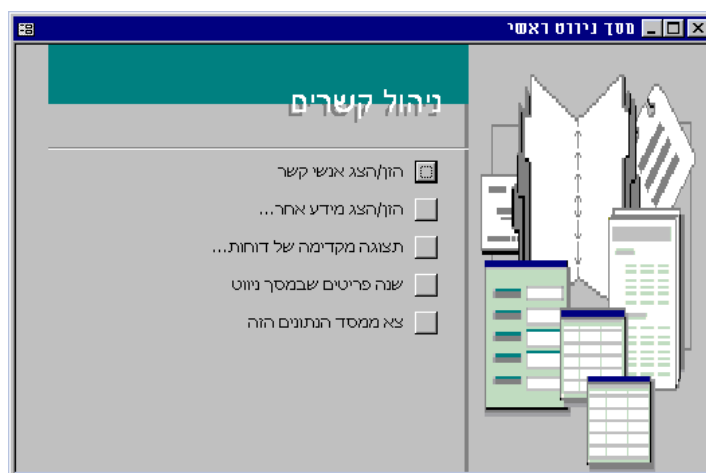 מסך ניווט ראשי
ניהול קשרים
הזן/הצג אנשי קשר
הזן/הצג מידע אחר...
תצוגה מקדימה של דוחות...
שנה פריטים שבמסך ניווט
צא ממסד הנתונים הזה